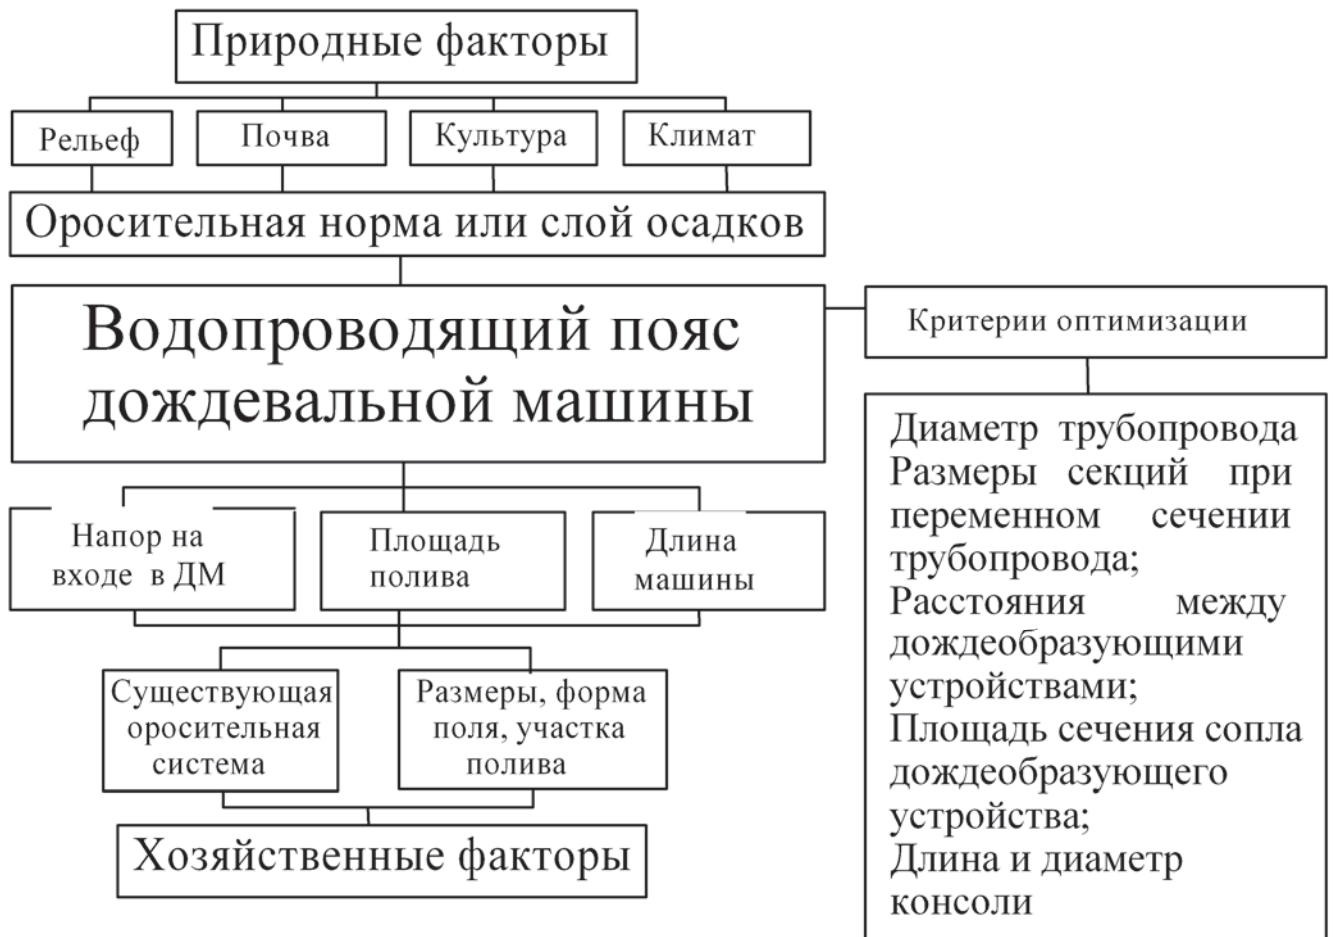 Природные факторы
Рельеф
Почва
Культура
Климат
Оросительная норма или слой осадков
Водопроводящий пояс
дождевальной машины
Критерии оптимизации
Диаметр трубопровода
Размеры секций при
переменном сечении
трубопровода;
Расстояния между
дождеобразующими
устройствами;
Площадь сечения сопла
дождеобразующего
устройства;
Длина и диаметр
консоли
Напор на
входе в ДМ
Площадь
полива
Длина
машины
Существующая
оросительная
система
Размеры, форма
поля, участка
полива
Хозяйственные факторы